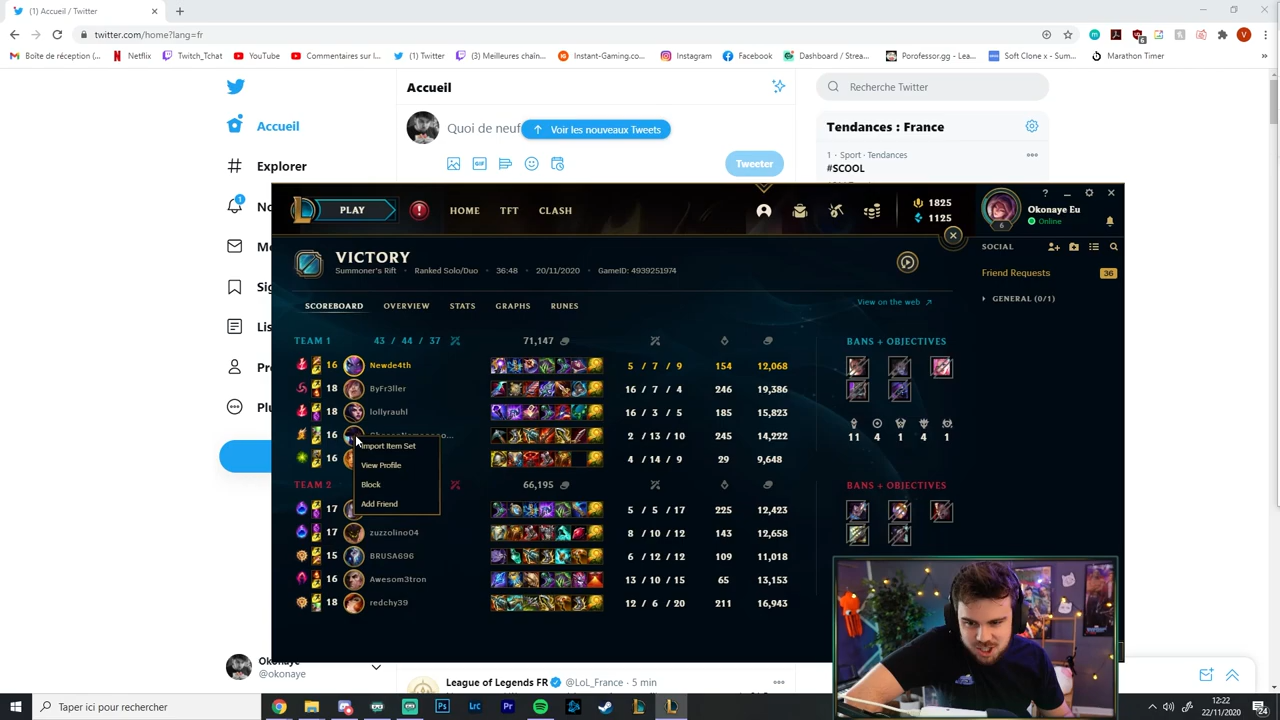 (1) Accueil / Twitter
twitter.com/home?lang=fr
Boîte de réception (... Netflix Twitch_Tchat YouTube Commentaires sur l... (1) Twitter (3) Meilleures chaîn... Instant-Gaming.co... Instagram Facebook Dashboard / Strea... Porofessor.gg - Lea... Soft Clone x - Sum... Marathon Timer »
Accueil
Recherche Twitter
Accueil
Quoi de neuf
Voir les nouveaux Tweets
Tendances : France
GIF
Tweeter
1 · Sport · Tendances
#SCOOL
Explorer
1
PLAY
HOME TFT CLASH
1825
1125
Okonaye Eu
Online
6
VICTORY
Summoner's Rift • Ranked Solo/Duo • 36:48 • 20/11/2020 • GameID: 4939251974
SOCIAL
Friend Requests 36
GENERAL (0/1)
SCOREBOARD OVERVIEW STATS GRAPHS RUNES
View on the web
TEAM 1 43 / 44 / 37 71,147
BANS + OBJECTIVES
16 Newde4th 5 / 7 / 9 154 12,068
18 ByFr3ller 16 / 7 / 4 246 19,386
18 lollyrauhl 16 / 3 / 5 185 15,823
16 2 / 13 / 10 245 14,222
11 4 1 4 1
Import Item Set
View Profile
Block
Add Friend
16 4 / 14 / 9 29 9,648
TEAM 2 66,195
BANS + OBJECTIVES
17 5 / 5 / 17 225 12,423
17 zuzzolino04 8 / 10 / 12 143 12,658
15 BRUSA696 6 / 12 / 12 109 11,018
16 Awesom3tron 13 / 10 / 15 65 13,153
18 redchy39 12 / 6 / 20 211 16,943
@okonaye
League of Legends FR @LoL_France · 5 min
Taper ici pour rechercher
12:22
22/11/2020
24